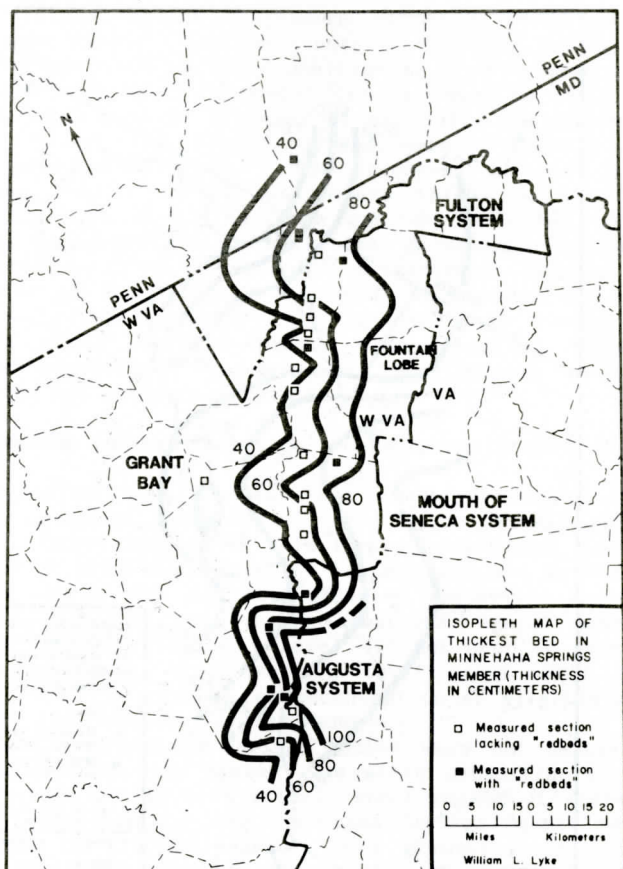 PENN
MD
N
40
60
80
FULTON
SYSTEM
PENN
W VA
FOUNTAIN
LOBE
VA
W VA
GRANT
BAY
40
60
80
MOUTH OF
SENECA SYSTEM
AUGUSTA
SYSTEM
100
80
60
40
ISOPLETH MAP OF
THICKEST BED IN
MINNEHAHA SPRINGS
MEMBER (THICKNESS
IN CENTIMETERS)
Measured section
lacking "redbeds"
Measured section
with "redbeds"
0 5 10 15 0 5 10 15 20
Miles Kilometers
William L. Lyke